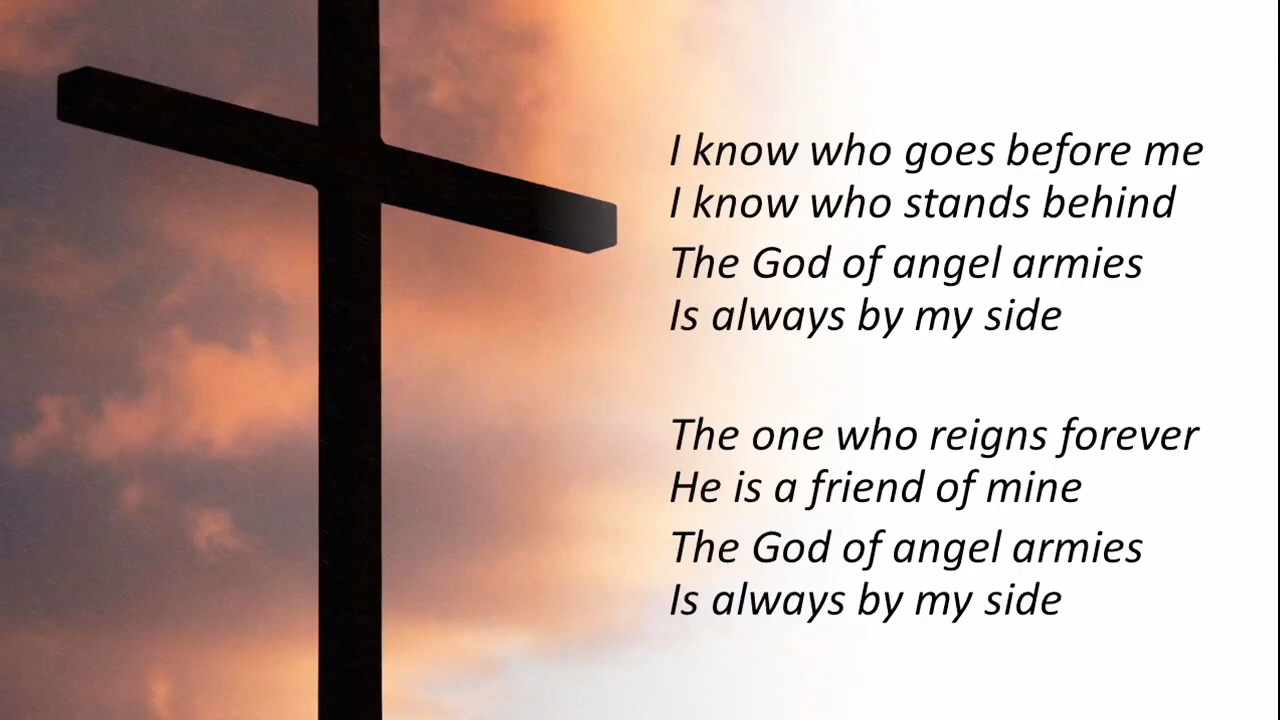 I know who goes before me
I know who stands behind
The God of angel armies
Is always by my side
The one who reigns forever
He is a friend of mine
The God of angel armies
Is always by my side